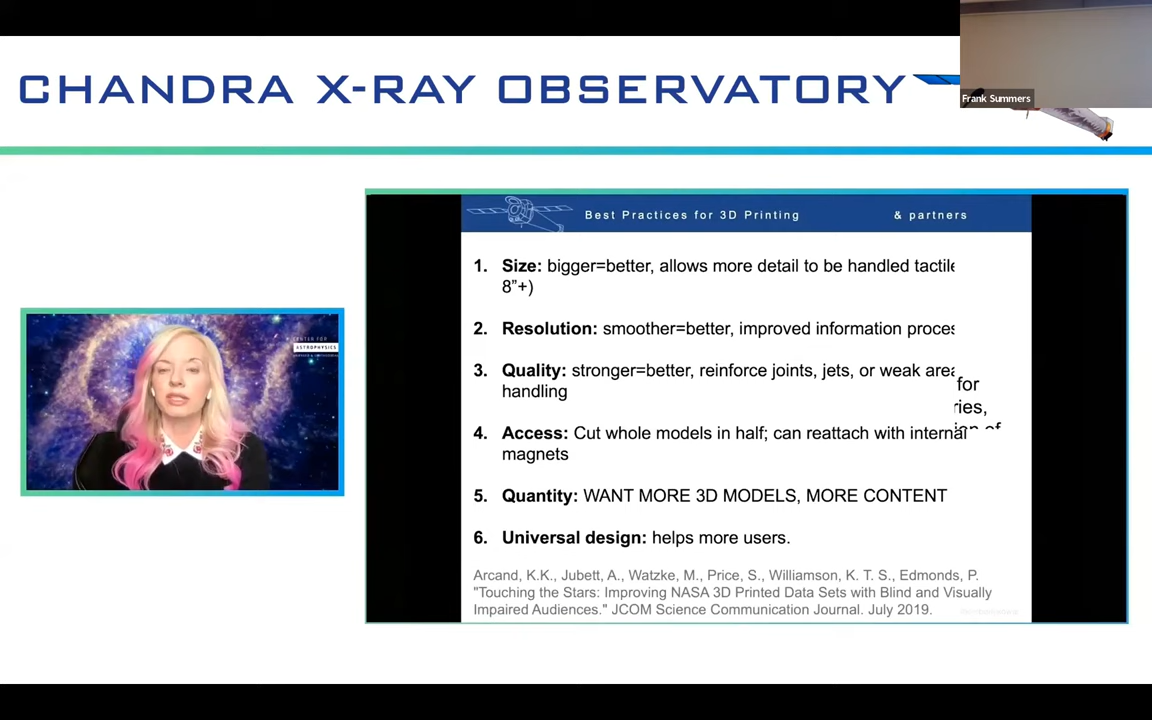 CHANDRA X-RAY OBSERVATORY
Frank Summers
CENTER FOR
ASTROPHYSICS
Best Practices for 3D Printing & partners
1. Size: bigger=better, allows more detail to be handled
8”+)
2. Resolution: smoother=better, improved information
3. Quality: stronger=better, reinforce joints, jets, or weak
for
handling
4. Access: Cut whole models in half; can reattach with internal
magnets
5. Quantity: WANT MORE 3D MODELS, MORE CONTENT
6. Universal design: helps more users.
Arcand, K.K., Jubett, A., Watzke, M., Price, S., Williamson, K. T. S., Edmonds, P.
"Touching the Stars: Improving NASA 3D Printed Data Sets with Blind and Visually
Impaired Audiences." JCOM Science Communication Journal. July 2019.